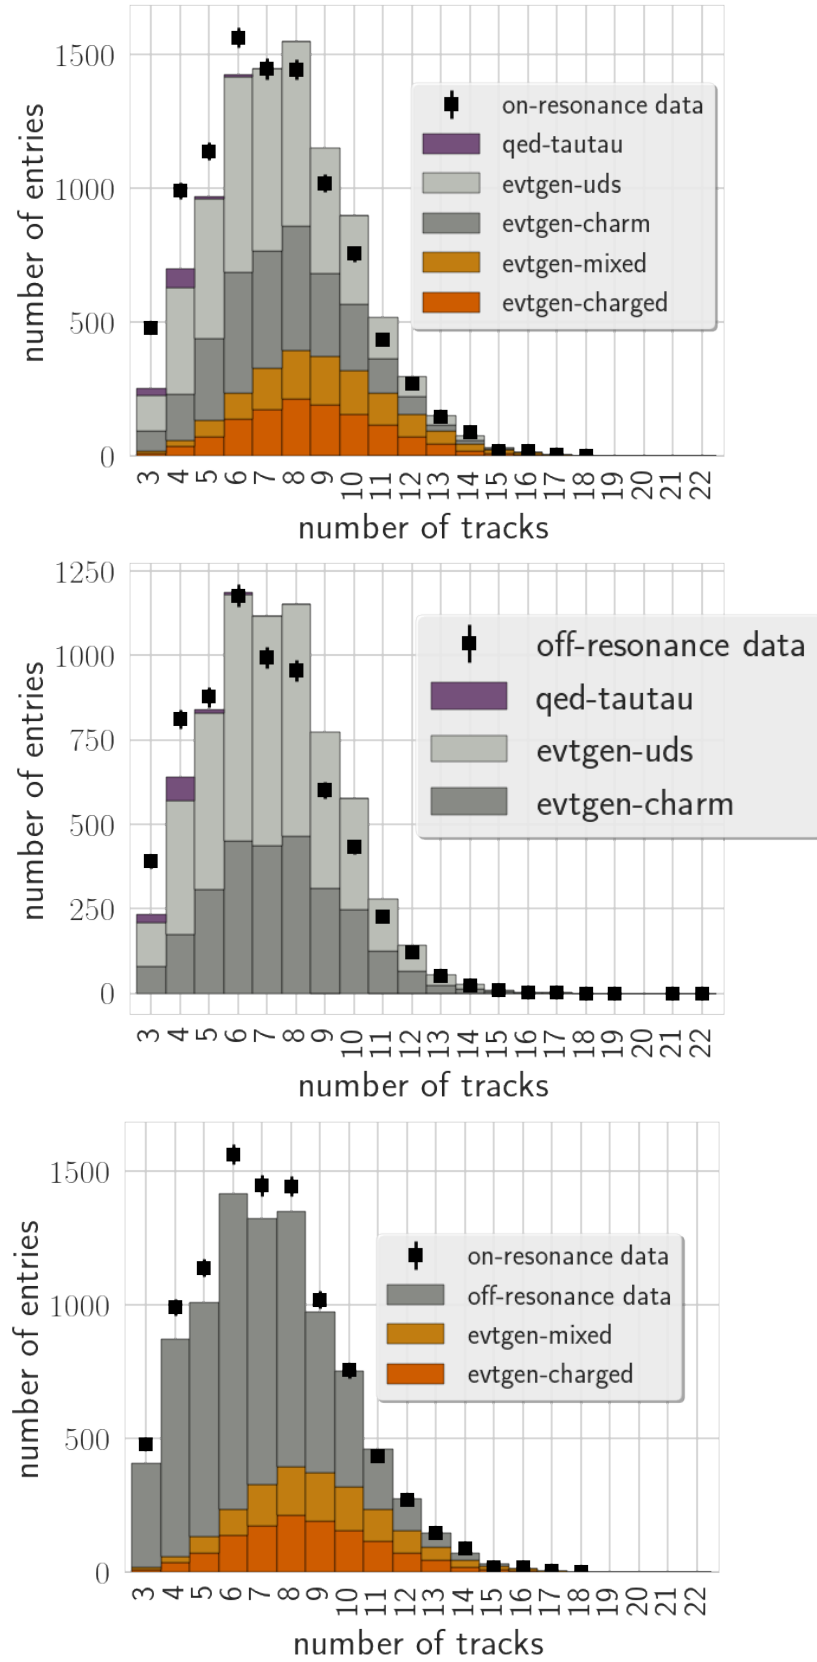 number of entries
1500
1000
500
0
on-resonance data
qed-tautau
evtgen-uds
evtgen-charm
evtgen-mixed
evtgen-charged
3 4 5 6 7 8 9 10 11 12 13 14 15 16 17 18 19 20 21 22
number of tracks
number of entries
1250
1000
750
500
250
0
off-resonance data
qed-tautau
evtgen-uds
evtgen-charm
3 4 5 6 7 8 9 10 11 12 13 14 15 16 17 18 19 20 21 22
number of tracks
number of entries
1500
1000
500
0
on-resonance data
off-resonance data
evtgen-mixed
evtgen-charged
3 4 5 6 7 8 9 10 11 12 13 14 15 16 17 18 19 20 21 22
number of tracks